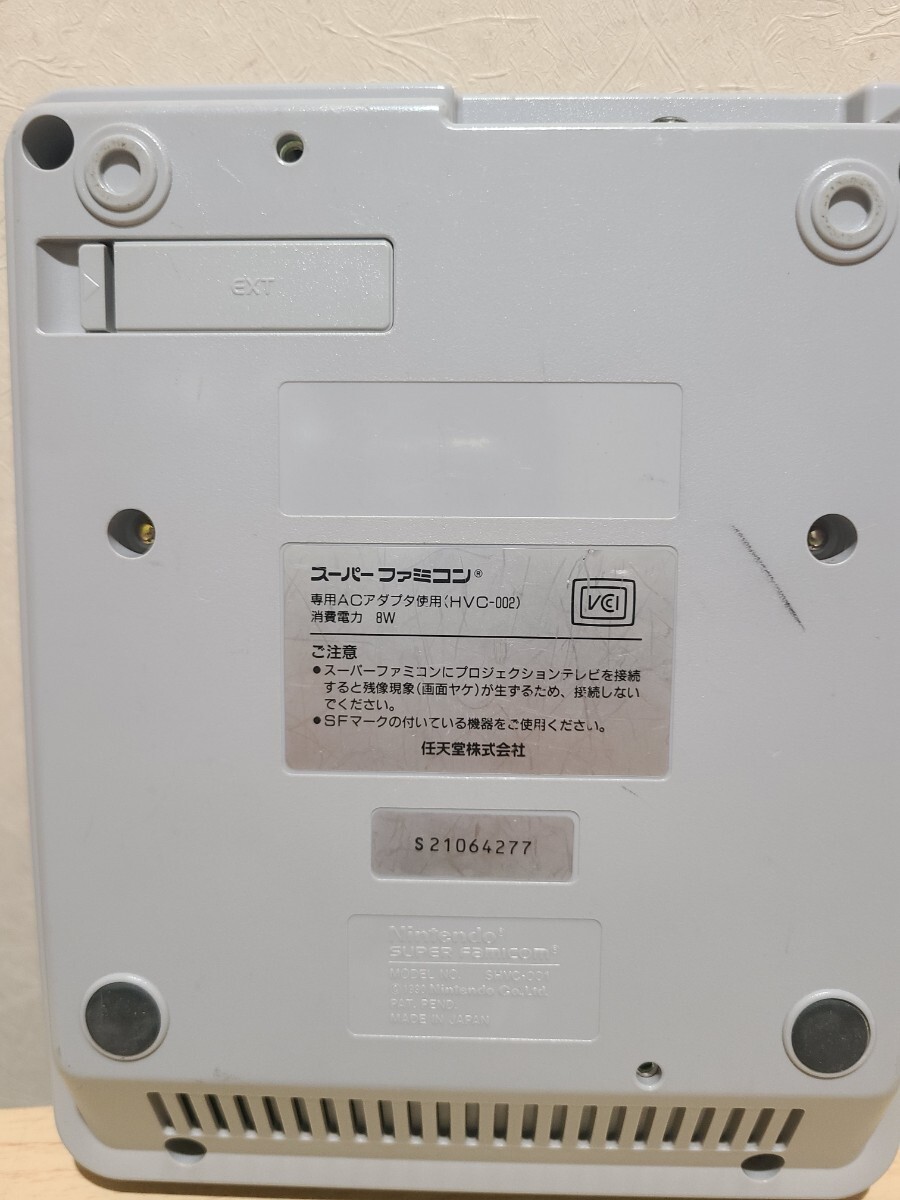 EXT
スーパーファミコン®
専用ACアダプタ使用(HVC-002)
消費電力 8W
VCCI
ご注意
●スーパーファミコンにプロジェクションテレビを接続
すると残像現象(画面ヤケ)が生ずるため、接続しない
でください。
●SFマークの付いている機器をご使用ください。
任天堂株式会社
S21064277
Nintendo®
SUPER FAMICOM®
MODEL NO. SHVC-001
Nintendo Co., Ltd.
PAT. PEND.
MADE IN JAPAN